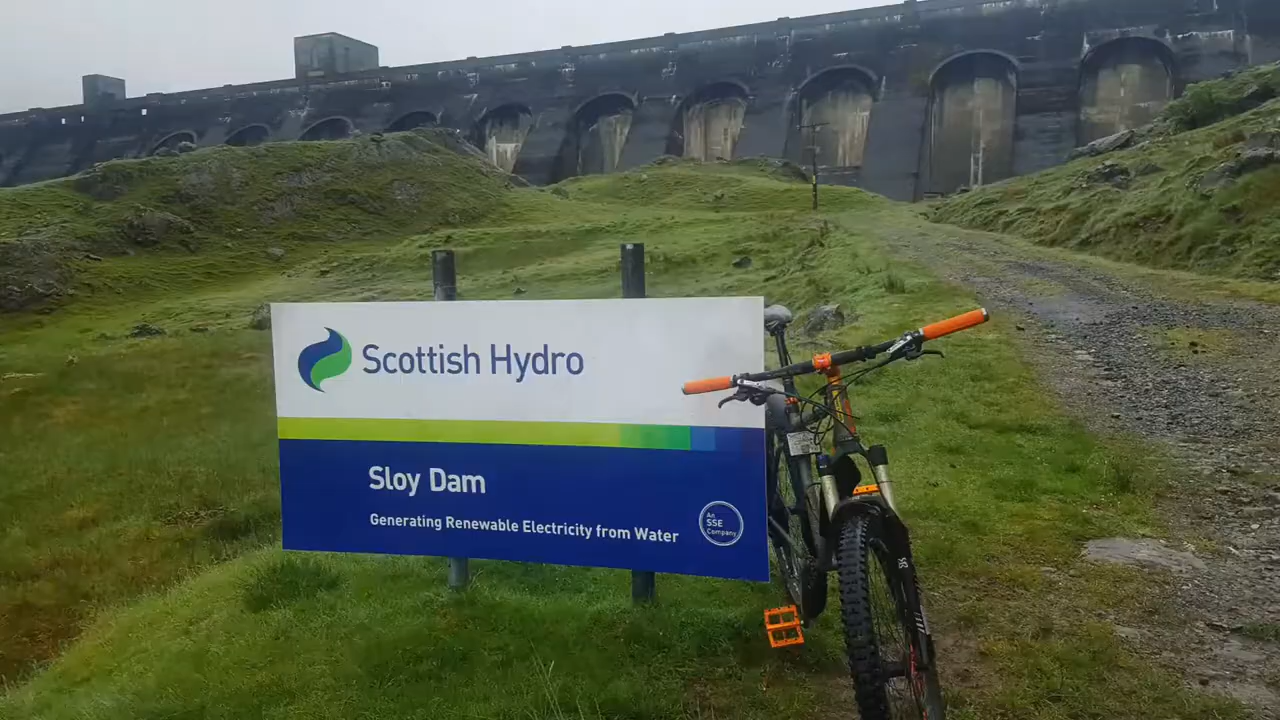 Scottish Hydro
Sloy Dam
Generating Renewable Electricity from Water
An
SSE
Company